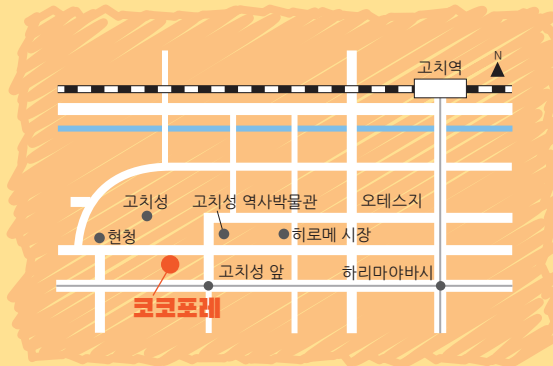 N
고치역
고치성
고치성 역사박물관
오테스지
현청
히로메 시장
고치성 앞
하리마야바시
코코포레